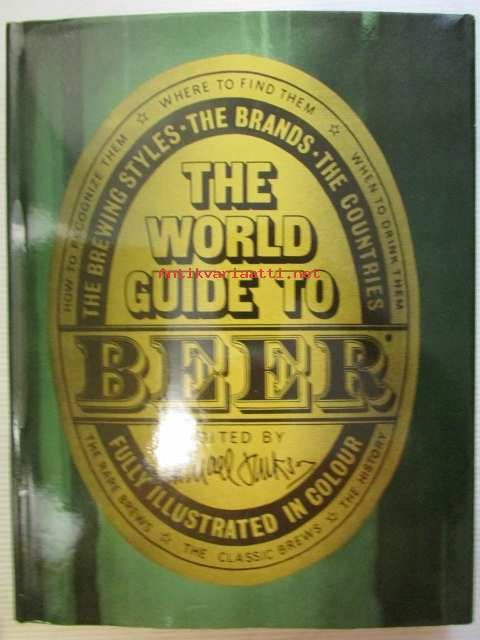 HOW TO RECOGNIZE THEM ☆ WHERE TO FIND THEM ☆ WHEN TO DRINK THEM
THE BREWING STYLES · THE BRANDS · THE COUNTRIES
THE
WORLD
Antikvariaatti.net
GUIDE TO
BEER
EDITED BY
Michael Jackson
FULLY ILLUSTRATED IN COLOUR
THE RARE BREWS ☆ THE CLASSIC BREWS ☆ THE HISTORY